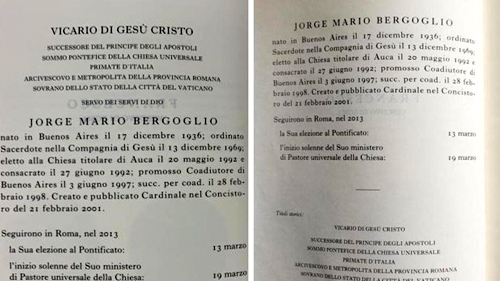 VICARIO DI GESÙ CRISTO
SUCCESSORE DEL PRINCIPE DEGLI APOSTOLI
SOMMO PONTEFICE DELLA CHIESA UNIVERSALE
PRIMATE D'ITALIA
ARCIVESCOVO E METROPOLITA DELLA PROVINCIA ROMANA
SOVRANO DELLO STATO DELLA CITTÀ DEL VATICANO
SERVO DEI SERVI DI DIO
JORGE MARIO BERGOGLIO
nato in Buenos Aires il 17 dicembre 1936; ordinato
Sacerdote nella Compagnia di Gesù il 13 dicembre 1969;
eletto alla Chiesa titolare di Auca il 20 maggio 1992 e
consacrato il 27 giugno 1992; promosso Coadiutore di
Buenos Aires il 3 giugno 1997; succ. per coad. il 28 feb-
braio 1998. Creato e pubblicato Cardinale nel Concisto-
ro del 21 febbraio 2001.
Seguirono in Roma, nel 2013
la Sua elezione al Pontificato: 13 marzo
l'inizio solenne del Suo ministero
di Pastore universale della Chiesa: 19 marzo
JORGE MARIO BERGOGLIO
nato in Buenos Aires il 17 dicembre 1936; ordinato
Sacerdote nella Compagnia di Gesù il 13 dicembre 1969;
eletto alla Chiesa titolare di Auca il 20 maggio 1992 e
consacrato il 27 giugno 1992; promosso Coadiutore di
Buenos Aires il 3 giugno 1997; succ. per coad. il 28 feb-
braio 1998. Creato e pubblicato Cardinale nel Concisto-
ro del 21 febbraio 2001.
Seguirono in Roma, nel 2013
la Sua elezione al Pontificato: 13 marzo
l'inizio solenne del Suo ministero
di Pastore universale della Chiesa: 19 marzo
Titoli storici:
VICARIO DI GESÙ CRISTO
SUCCESSORE DEL PRINCIPE DEGLI APOSTOLI
SOMMO PONTEFICE DELLA CHIESA UNIVERSALE
PRIMATE D'ITALIA
ARCIVESCOVO E METROPOLITA DELLA PROVINCIA ROMANA
SOVRANO DELLO STATO DELLA CITTÀ DEL VATICANO